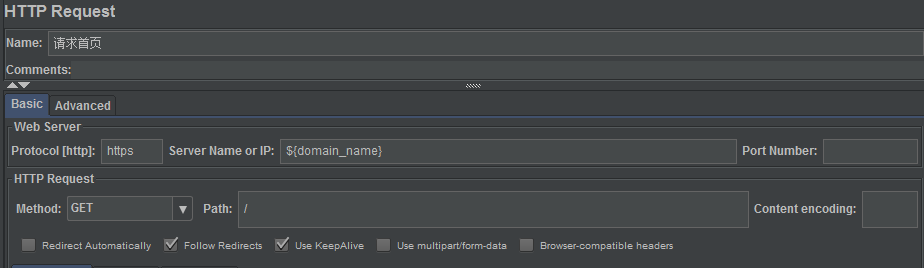 HTTP Request
Name: 请求首页
Comments:
Basic Advanced
Web Server
Protocol [http]: https Server Name or IP: ${domain_name} Port Number:
HTTP Request
Method: GET Path: / Content encoding:
Redirect Automatically Follow Redirects Use KeepAlive Use multipart/form-data Browser-compatible headers